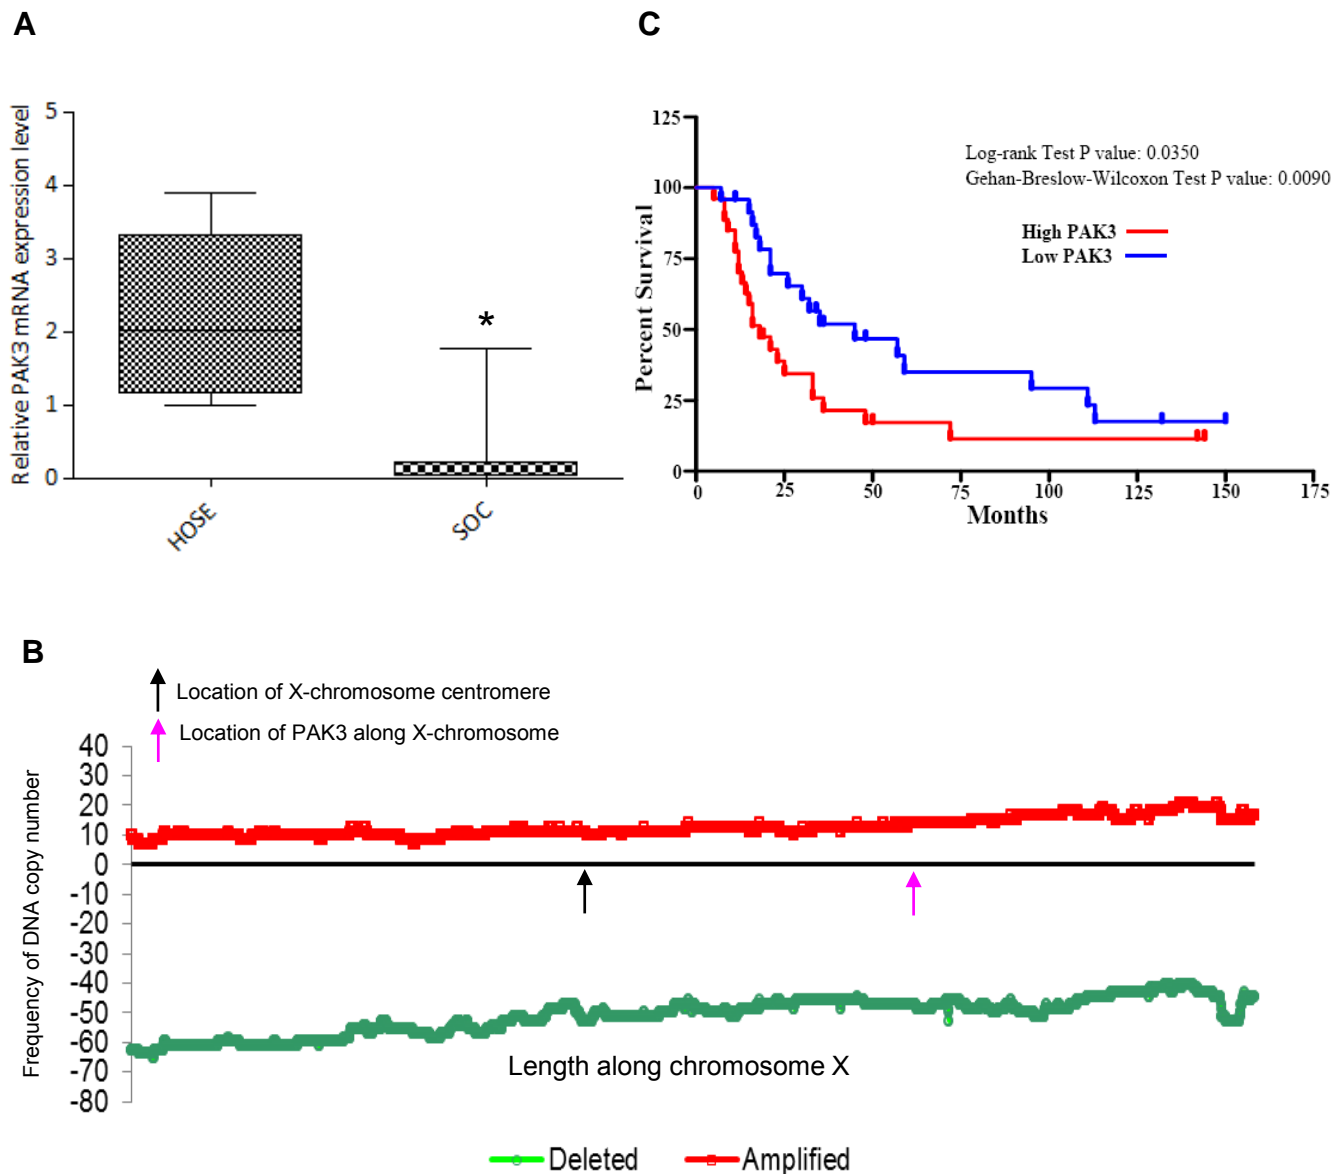 A
Relative PAK3 mRNA expression level
5
4
3
2
1
0
*
HOSE
SOC
C
Percent Survival
125
100
75
50
25
0
Log-rank Test P value: 0.0350
Gehan-Breslow-Wilcoxon Test P value: 0.0090
High PAK3
Low PAK3
0 25 50 75 100 125 150 175
Months
B
Location of X-chromosome centromere
Location of PAK3 along X-chromosome
Frequency of DNA copy number
40
30
20
10
0
-10
-20
-30
-40
-50
-60
-70
-80
Length along chromosome X
Deleted Amplified